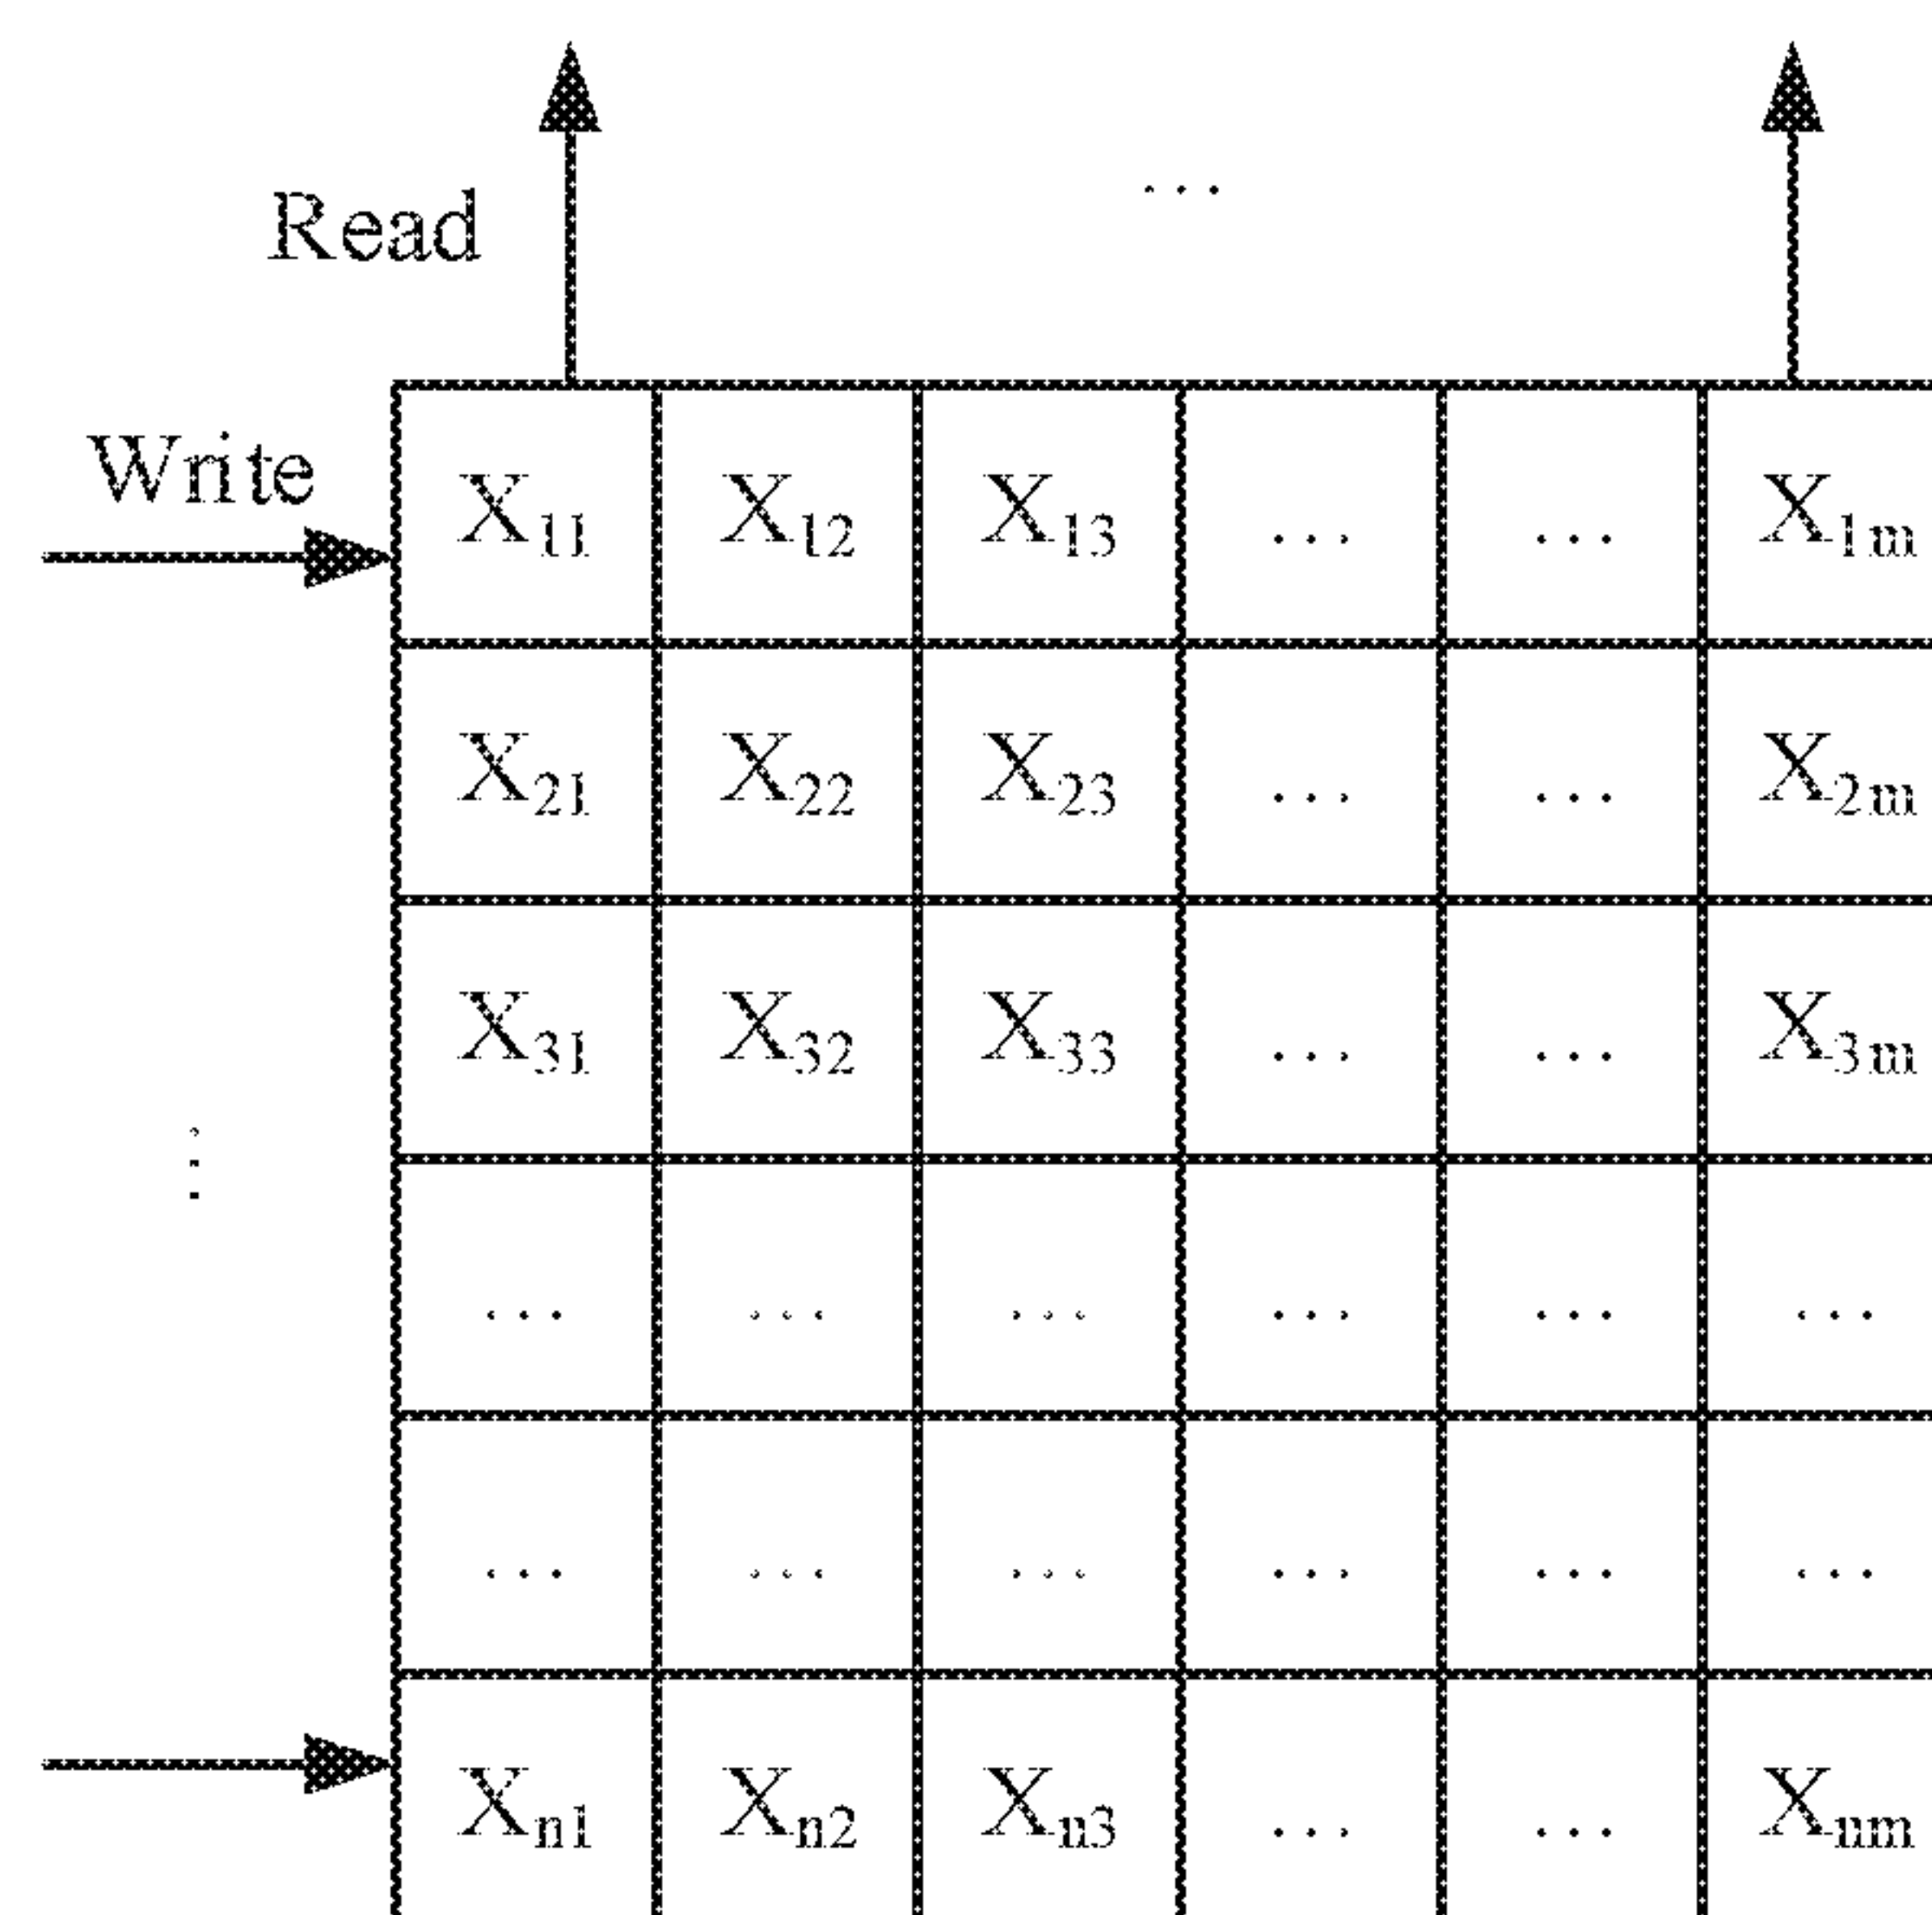 Read
...
Write
X11 X12 X13 ... ... X1m
X21 X22 X23 ... ... X2m
X31 X32 X33 ... ... X3m
⋮
... ... ... ... ... ...
... ... ... ... ... ...
Xn1 Xn2 Xn3 ... ... Xnm